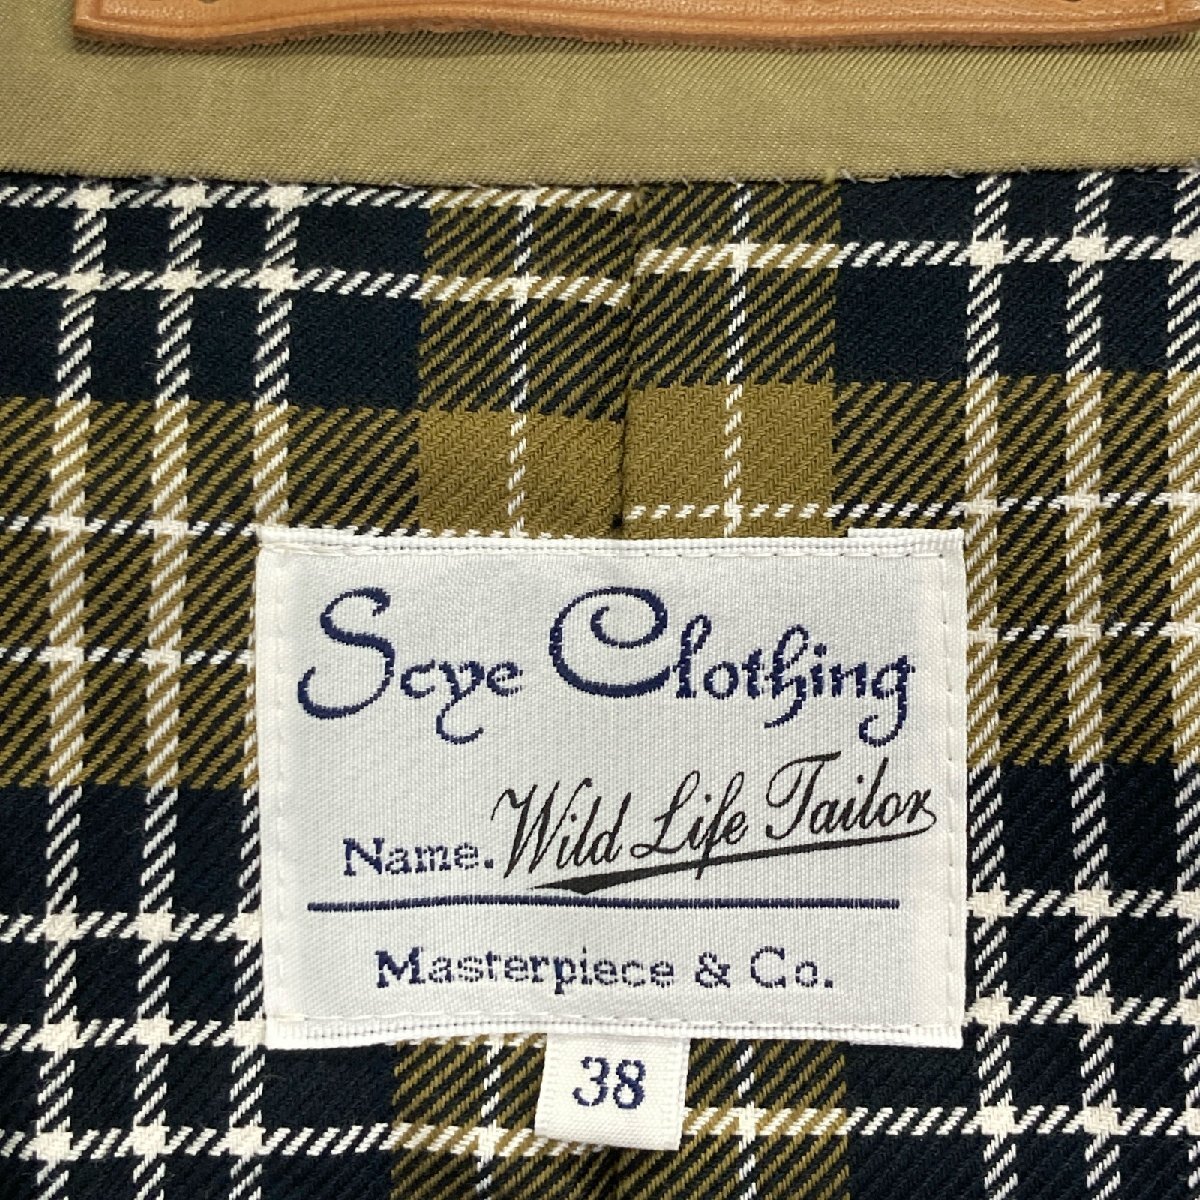 Scye Clothing
Name. Wild Life Tailor
Masterpiece & Co.
38